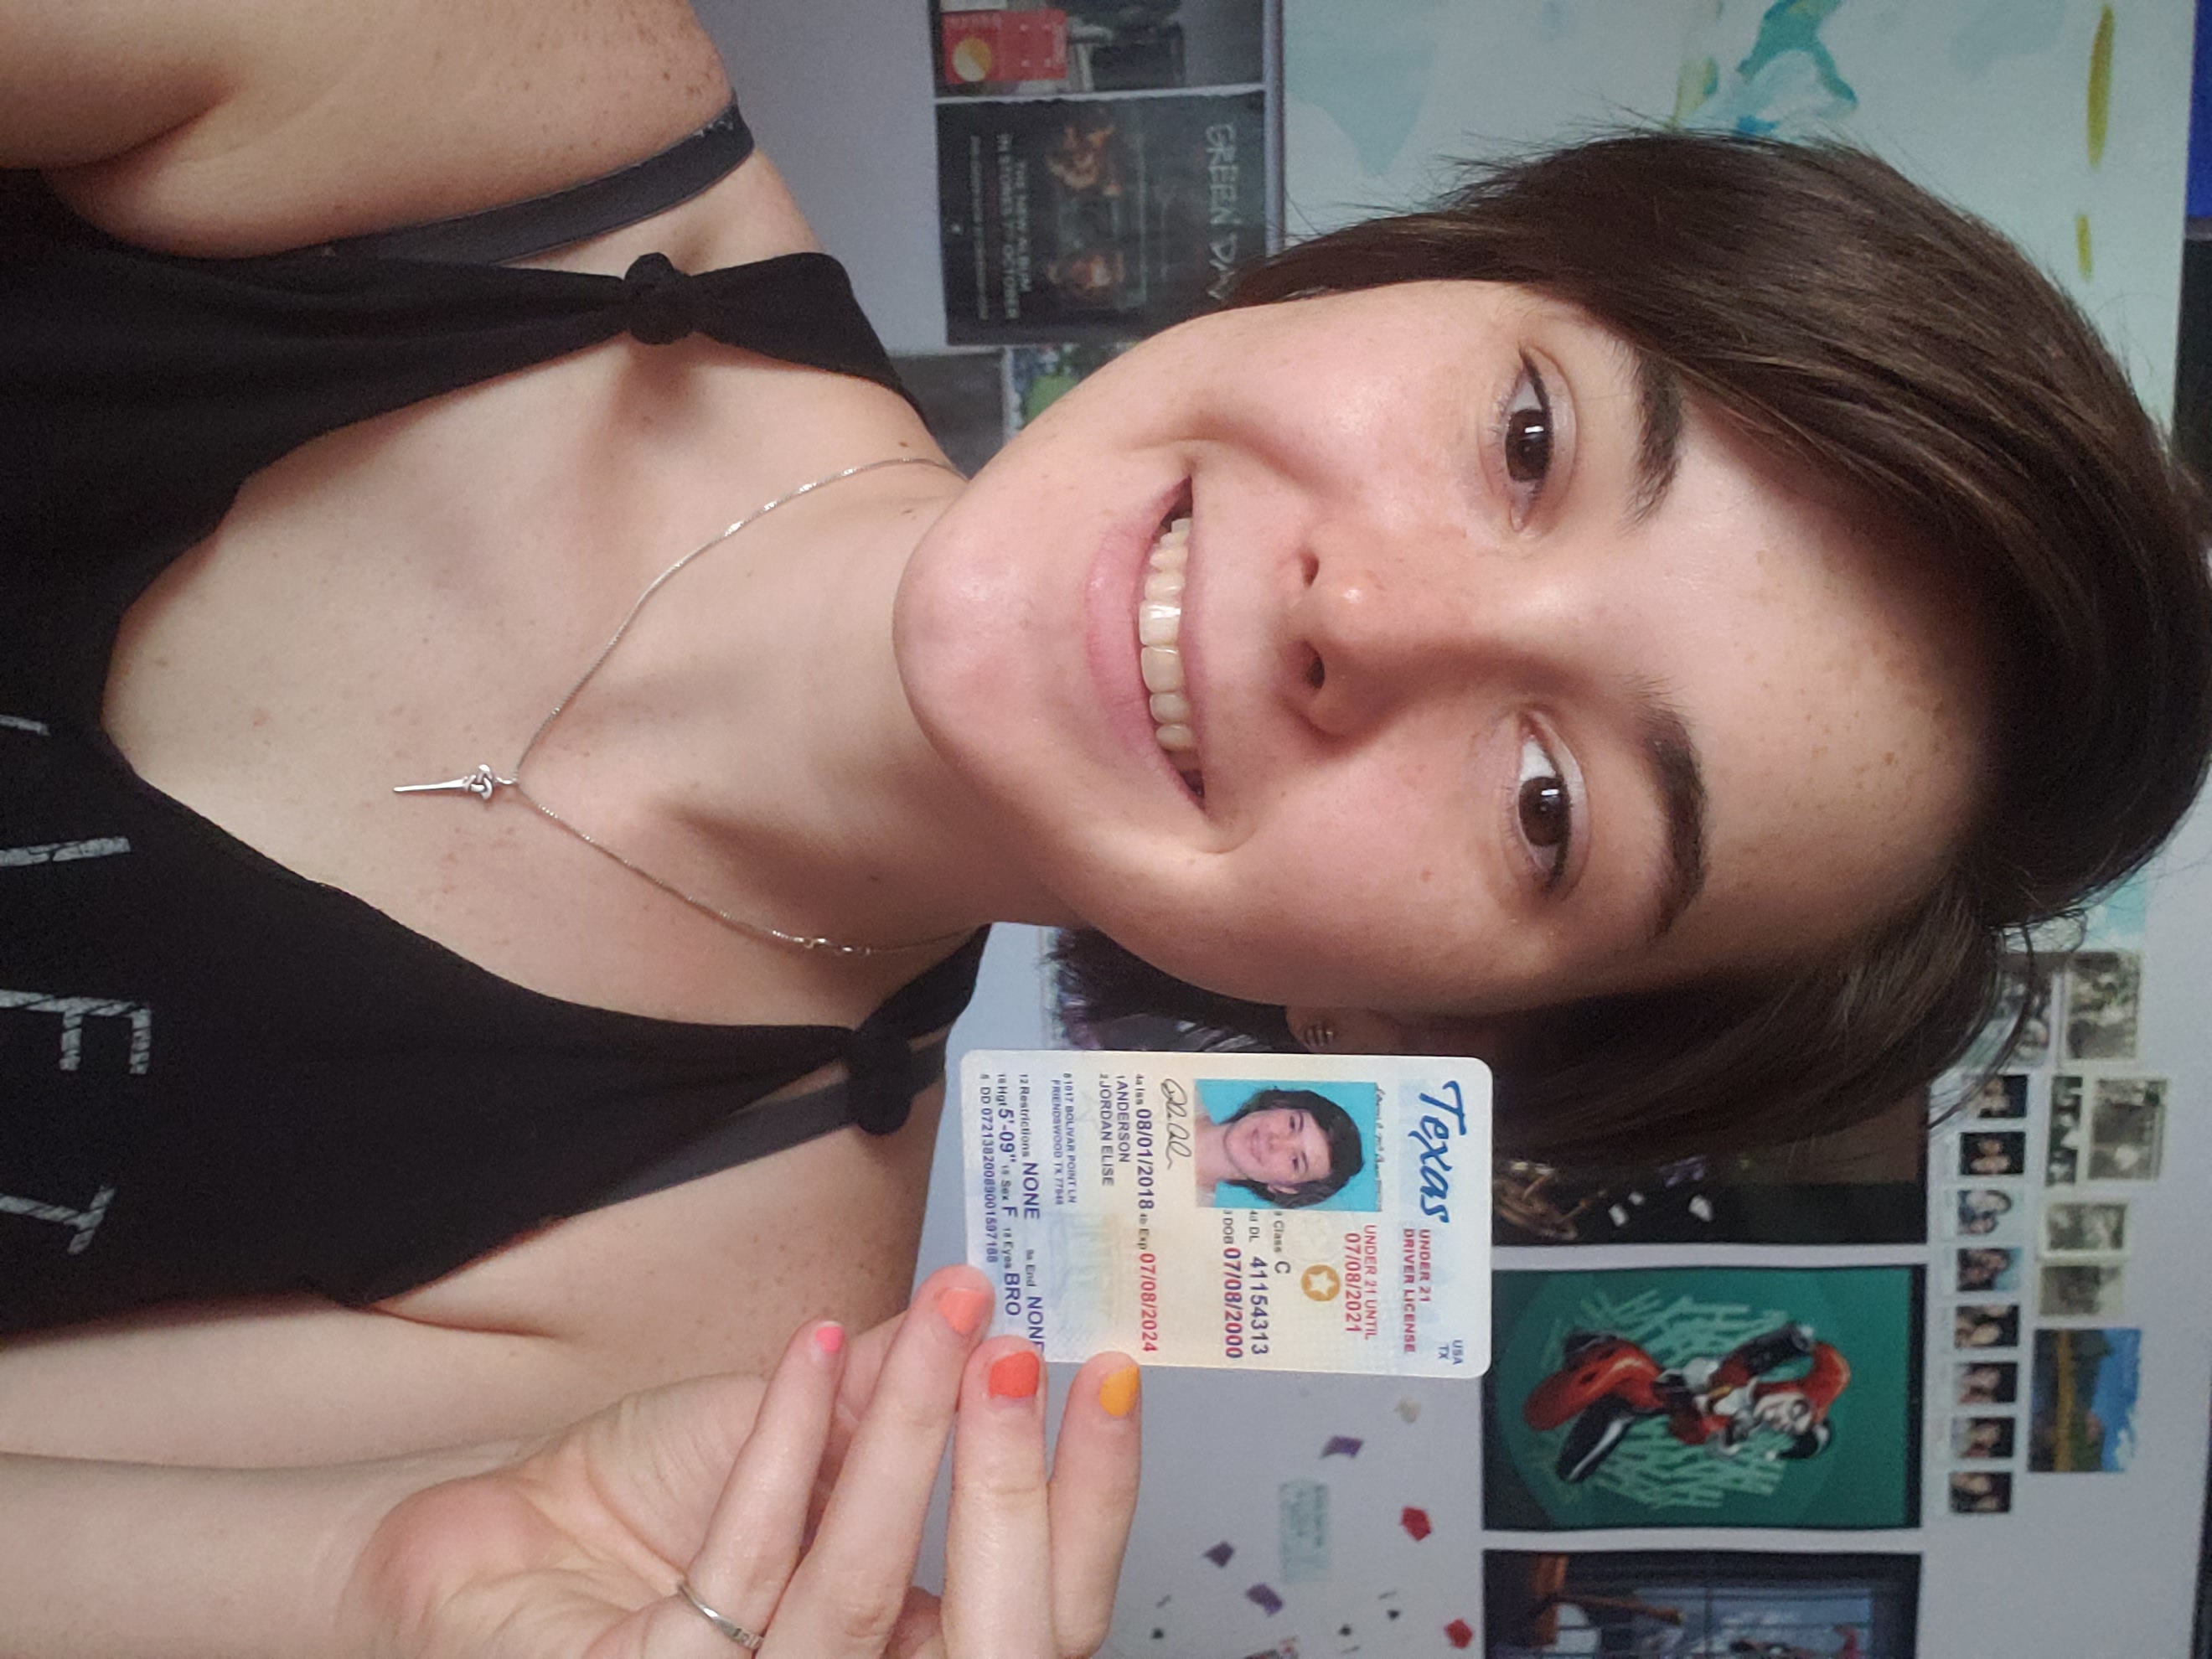 GREEN DAY
THE NEW ALBUM
IN STORES 7TH OCTOBER
Texas
USA
TX
UNDER 21
DRIVER LICENSE
UNDER 21 UNTIL
07/08/2021
9 Class C
4d DL 41154313
3 DOB 07/08/2000
4a Iss 08/01/2018 4b Exp 07/08/2024
1 ANDERSON
2 JORDAN ELISE
8 1017 BOLIVAR POINT LN
FRIENDSWOOD TX
12 Restrictions NONE 9a End NONE
16 Hgt 5'-09" 15 Sex F 18 Eyes BRO
5 DD 07213820089001597188